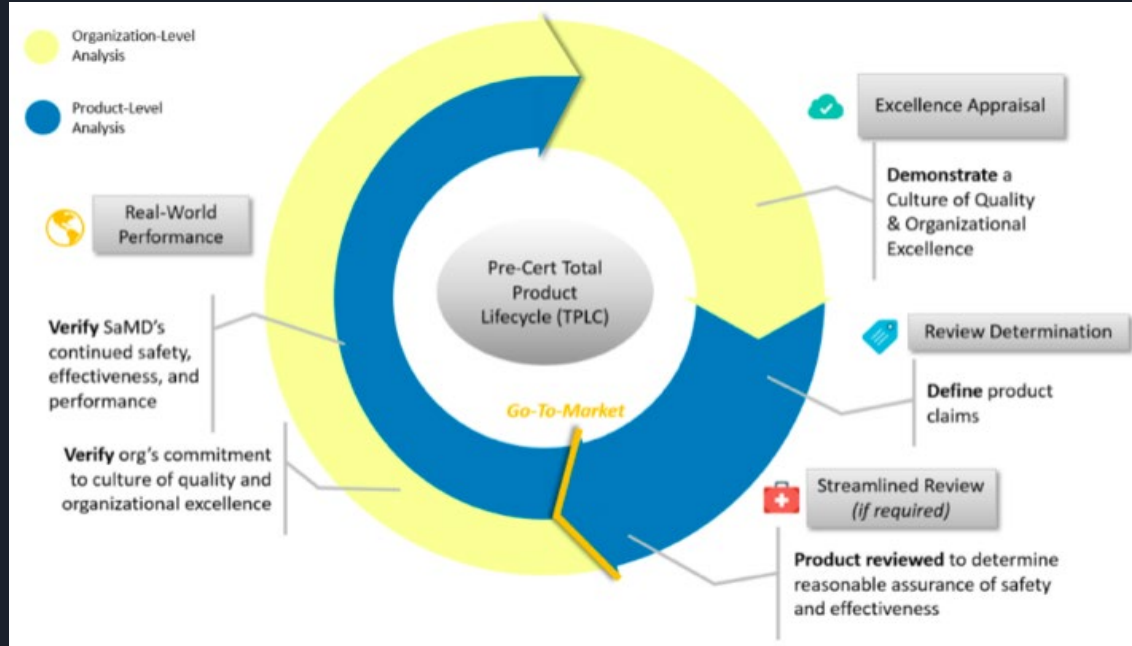 Organization-Level
Analysis
Product-Level
Analysis
Excellence Appraisal
Demonstrate a
Culture of Quality
& Organizational
Excellence
Review Determination
Define product
claims
Streamlined Review
(if required)
Product reviewed to determine
reasonable assurance of safety
and effectiveness
Go-To-Market
Pre-Cert Total
Product
Lifecycle (TPLC)
Real-World
Performance
Verify SaMD's
continued safety,
effectiveness, and
performance
Verify org's commitment
to culture of quality and
organizational excellence